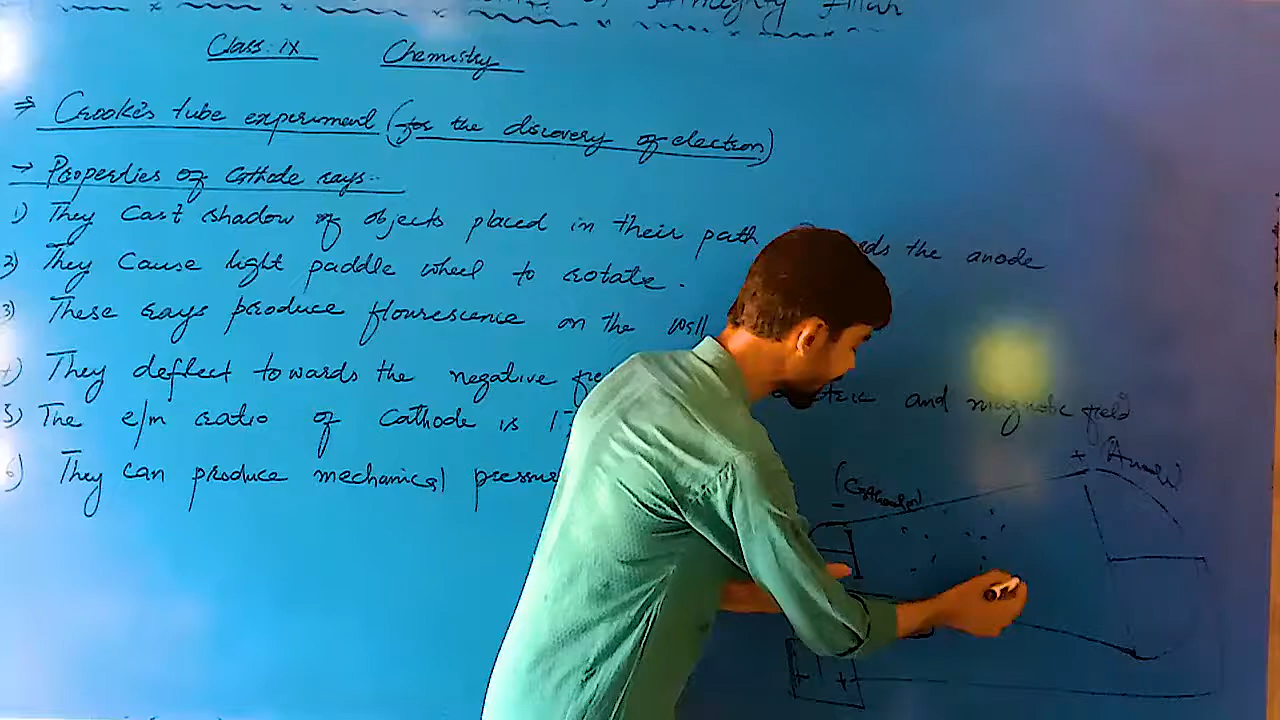 Almighty Allah
Class: IX Chemistry
⇒ Crooke's tube experiment (for the discovery of electron)
→ Properties of Cathode rays:-
1) They Cast shadow of objects placed in their path the anode
2) They Cause light paddle wheel to rotate.
3) These rays produce flourescence on the wall
4) They deflect towards the negative and magnetic field
5) The e/m ratio of Cathode is
6) They can produce mechanical pressure
+ (Anode)
(Cathode)
-
+ +